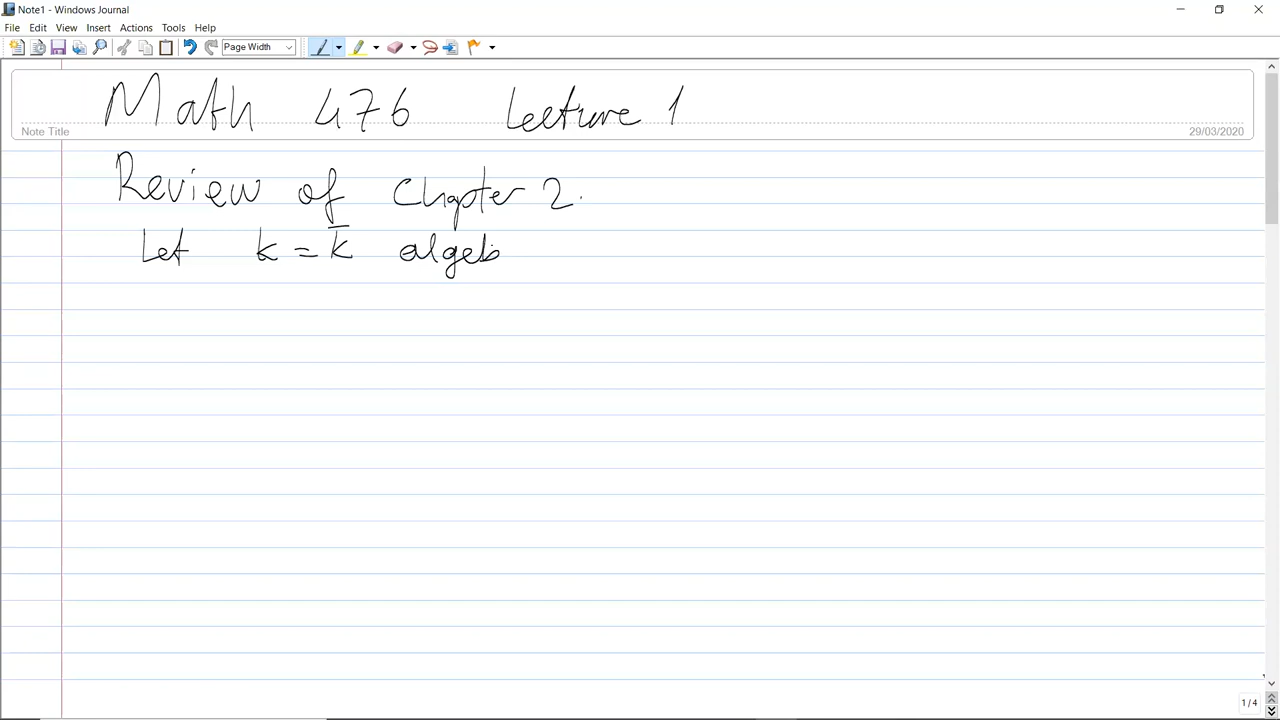 Note1 - Windows Journal
File Edit View Insert Actions Tools Help
Page Width
Math 476 Lecture 1
Note Title
29/03/2020
Review of Chapter 2.
Let k = k̅ algeb
1/4